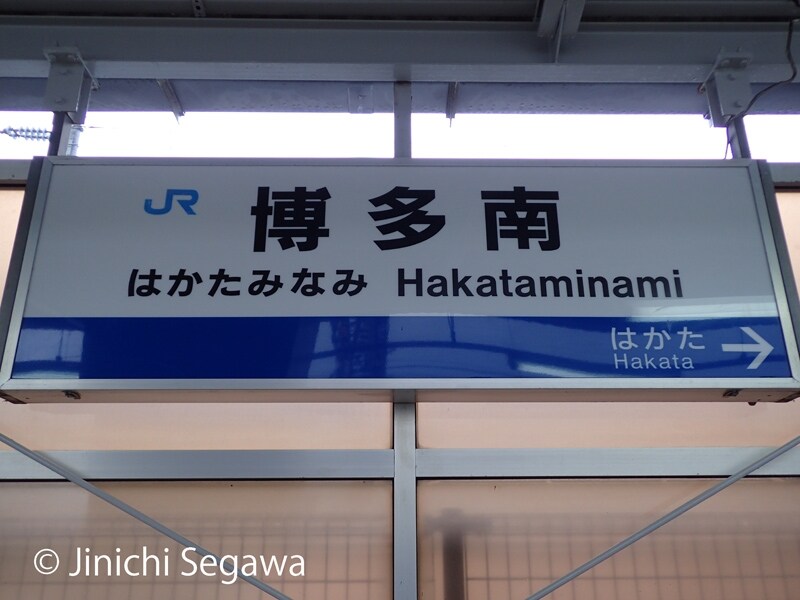 JR 博多南
はかたみなみ Hakataminami
はかた
Hakata
© Jinichi Segawa